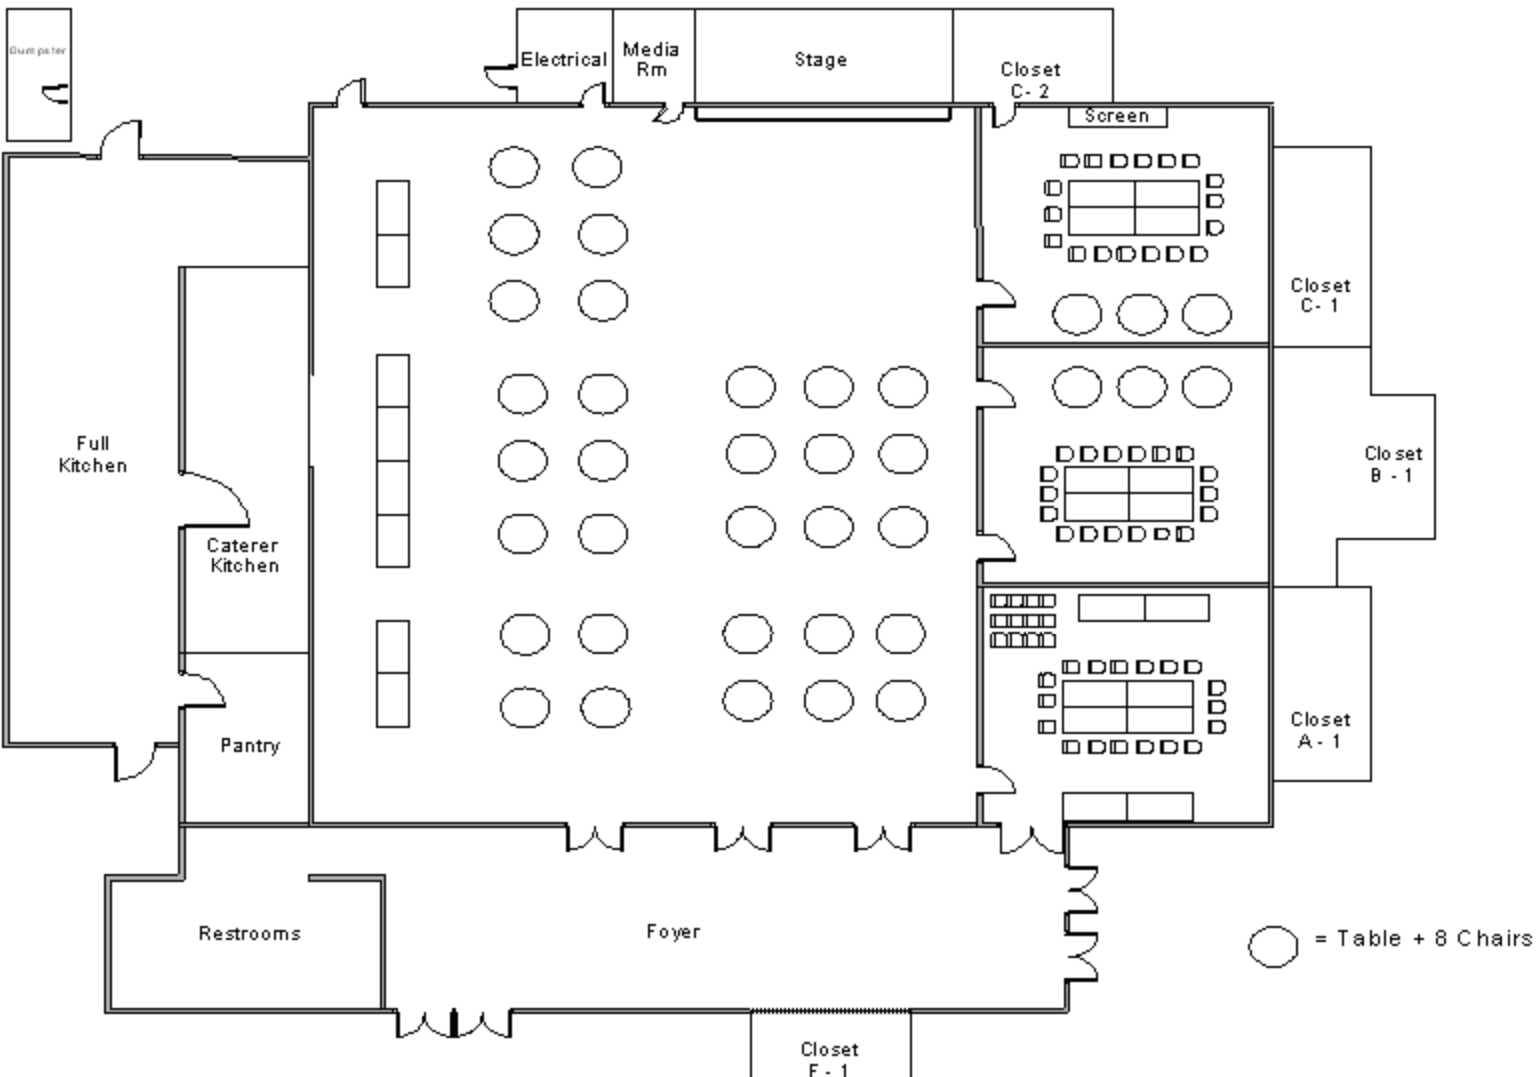 Dumpster
Electrical
Media
Rm
Stage
Closet
C- 2
Screen
Closet
C- 1
Full
Kitchen
Closet
B - 1
Caterer
Kitchen
Closet
A - 1
Pantry
Restrooms
Foyer
= Table + 8 Chairs
Closet
F - 1